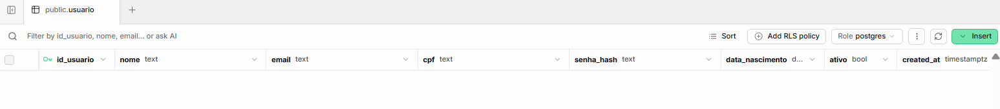 public.usuario
Filter by id_usuario, nome, email... or ask AI
Sort
Add RLS policy
Role postgres
Insert
id_usuario nome text email text cpf text senha_hash text data_nascimento d... ativo bool created_at timestamptz